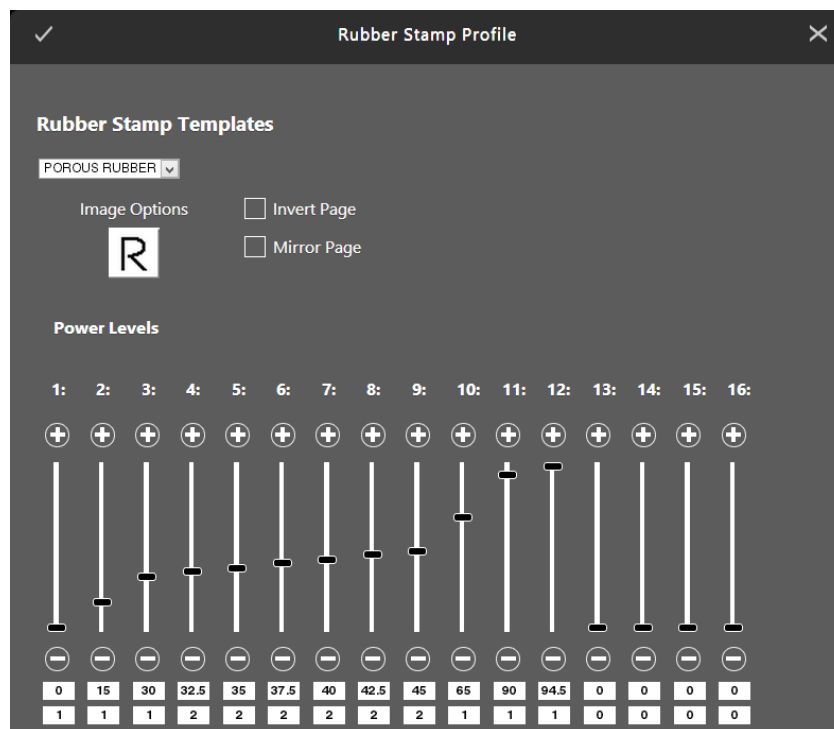 Rubber Stamp Profile
Rubber Stamp Templates
POROUS RUBBER
Image Options
Invert Page
R
Mirror Page
Power Levels
1: 2: 3: 4: 5: 6: 7: 8: 9: 10: 11: 12: 13: 14: 15: 16:
0 15 30 32.5 35 37.5 40 42.5 45 65 90 94.5 0 0 0 0
1 1 1 2 2 2 2 2 2 1 1 1 0 0 0 0